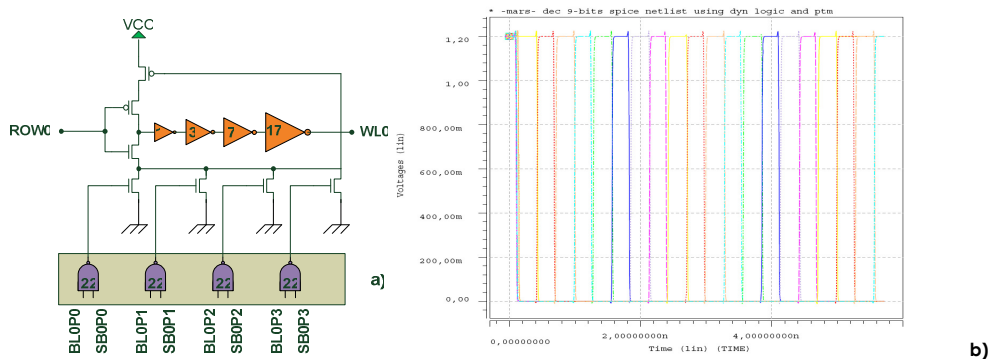 VCC
ROW0
1 3 7 17
WL0
22 22 22 22
a)
BL0P0
SB0P0
BL0P1
SB0P1
BL0P2
SB0P2
BL0P3
SB0P3
* -mars- dec 9-bits spice netlist using dyn logic and ptm
Voltages (lin)
1,20
1,00
800,00m
600,00m
400,00m
200,00m
0,00
0,00000000
2,00000000n
4,00000000n
Time (lin) (TIME)
b)